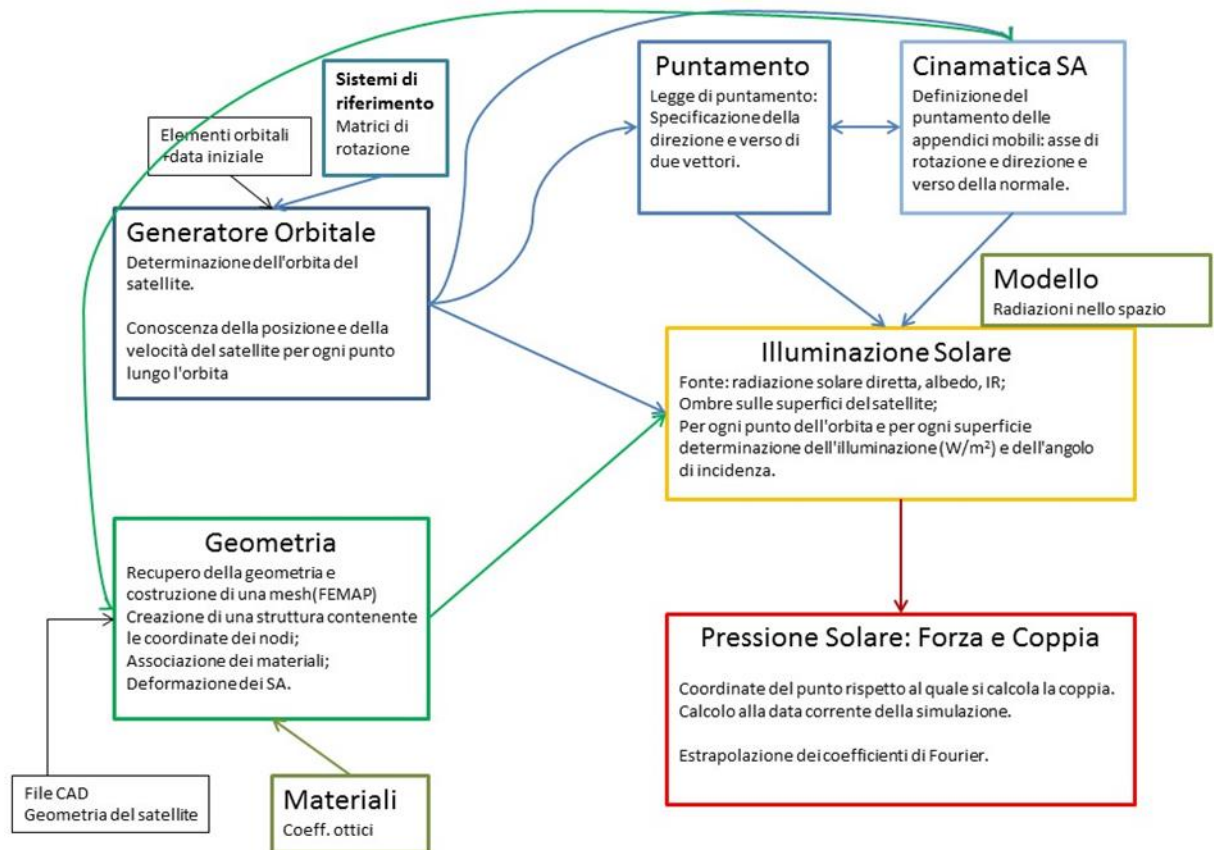 Sistemi di
riferimento
Matrici di
rotazione
Elementi orbitali
+data iniziale
Puntamento
Legge di puntamento:
Specificazione della
direzione e verso di
due vettori.
Cinamatica SA
Definizione del
puntamento delle
appendici mobili: asse di
rotazione e direzione e
verso della normale.
Generatore Orbitale
Determinazione dell'orbita del
satellite.
Conoscenza della posizione e della
velocità del satellite per ogni punto
lungo l'orbita
Modello
Radiazioni nello spazio
Illuminazione Solare
Fonte: radiazione solare diretta, albedo, IR;
Ombre sulle superfici del satellite;
Per ogni punto dell'orbita e per ogni superficie
determinazione dell'illuminazione (W/m²) e dell'angolo
di incidenza.
Geometria
Recupero della geometria e
costruzione di una mesh(FEMAP)
Creazione di una struttura contenente
le coordinate dei nodi;
Associazione dei materiali;
Deformazione dei SA.
Pressione Solare: Forza e Coppia
Coordinate del punto rispetto al quale si calcola la coppia.
Calcolo alla data corrente della simulazione.
Estrapolazione dei coefficienti di Fourier.
File CAD
Geometria del satellite
Materiali
Coeff. ottici